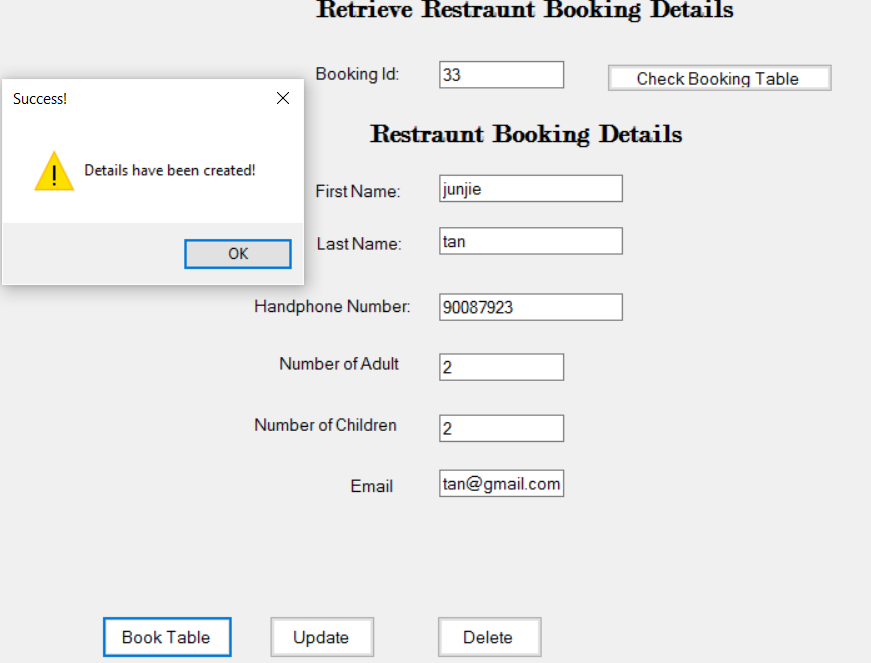 Retrieve Restraunt Booking Details
Booking Id: 33 Check Booking Table
Success!
Details have been created!
OK
Restraunt Booking Details
First Name: junjie
Last Name: tan
Handphone Number: 90087923
Number of Adult 2
Number of Children 2
Email tan@gmail.com
Book Table Update Delete